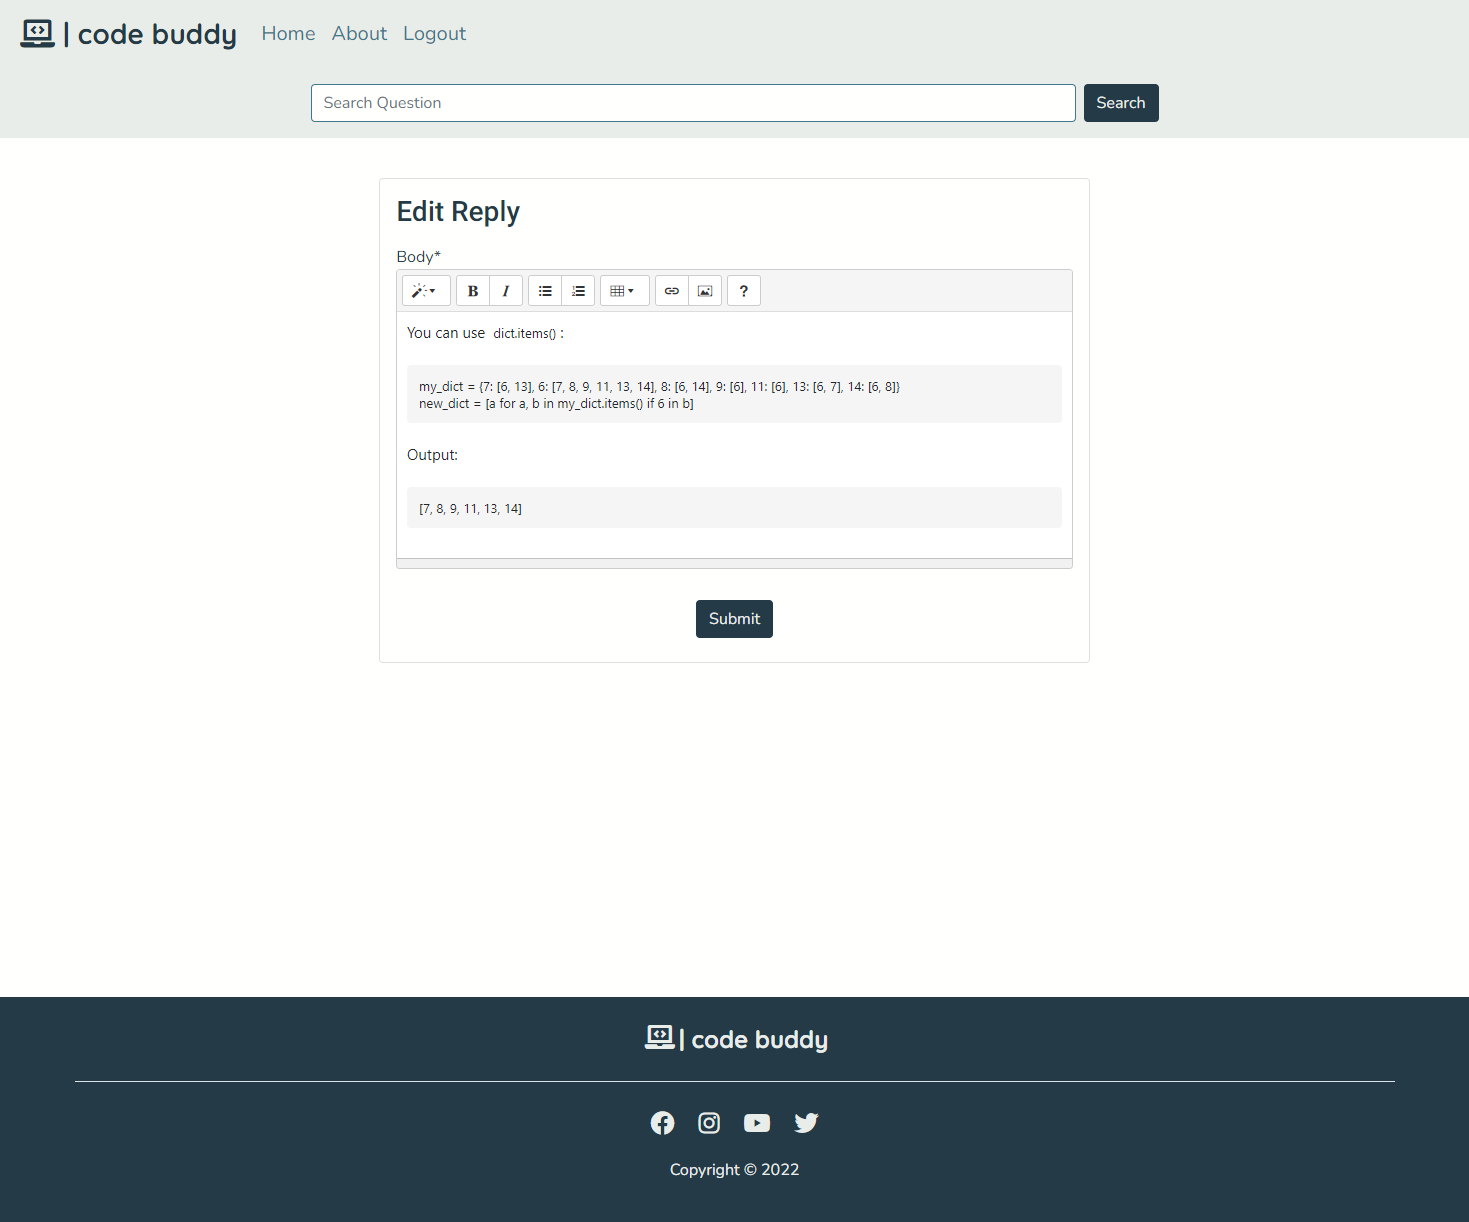 | code buddy Home About Logout
Search Question Search
Edit Reply
Body*
B I ?
You can use dict.items() :
my_dict = {7: [6, 13], 6: [7, 8, 9, 11, 13, 14], 8: [6, 14], 9: [6], 11: [6], 13: [6, 7], 14: [6, 8]}
new_dict = [a for a, b in my_dict.items() if 6 in b]
Output:
[7, 8, 9, 11, 13, 14]
Submit
| code buddy
Copyright © 2022